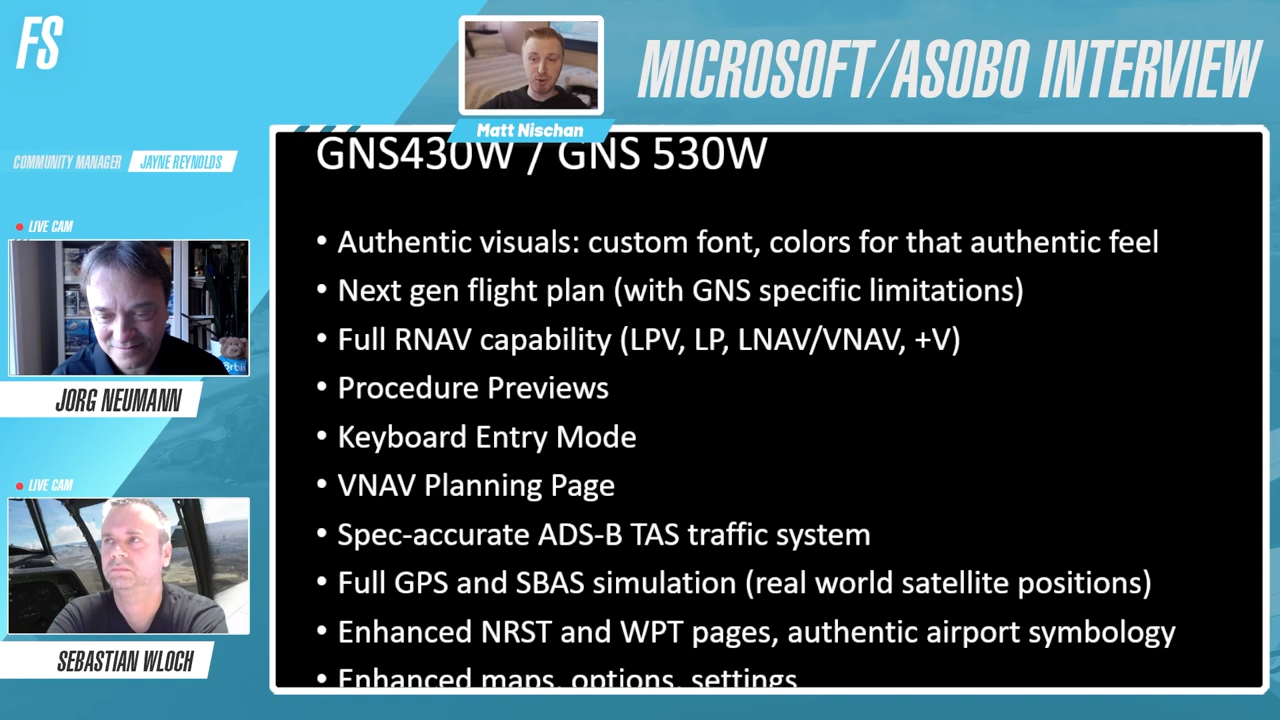 FS
MICROSOFT/ASOBO INTERVIEW
Matt Nischan
COMMUNITY MANAGER JAYNE REYNOLDS
LIVE CAM
JORG NEUMANN
LIVE CAM
SEBASTIAN WLOCH
GNS430W / GNS 530W
• Authentic visuals: custom font, colors for that authentic feel
• Next gen flight plan (with GNS specific limitations)
• Full RNAV capability (LPV, LP, LNAV/VNAV, +V)
• Procedure Previews
• Keyboard Entry Mode
• VNAV Planning Page
• Spec-accurate ADS-B TAS traffic system
• Full GPS and SBAS simulation (real world satellite positions)
• Enhanced NRST and WPT pages, authentic airport symbology
• Enhanced maps, options, settings